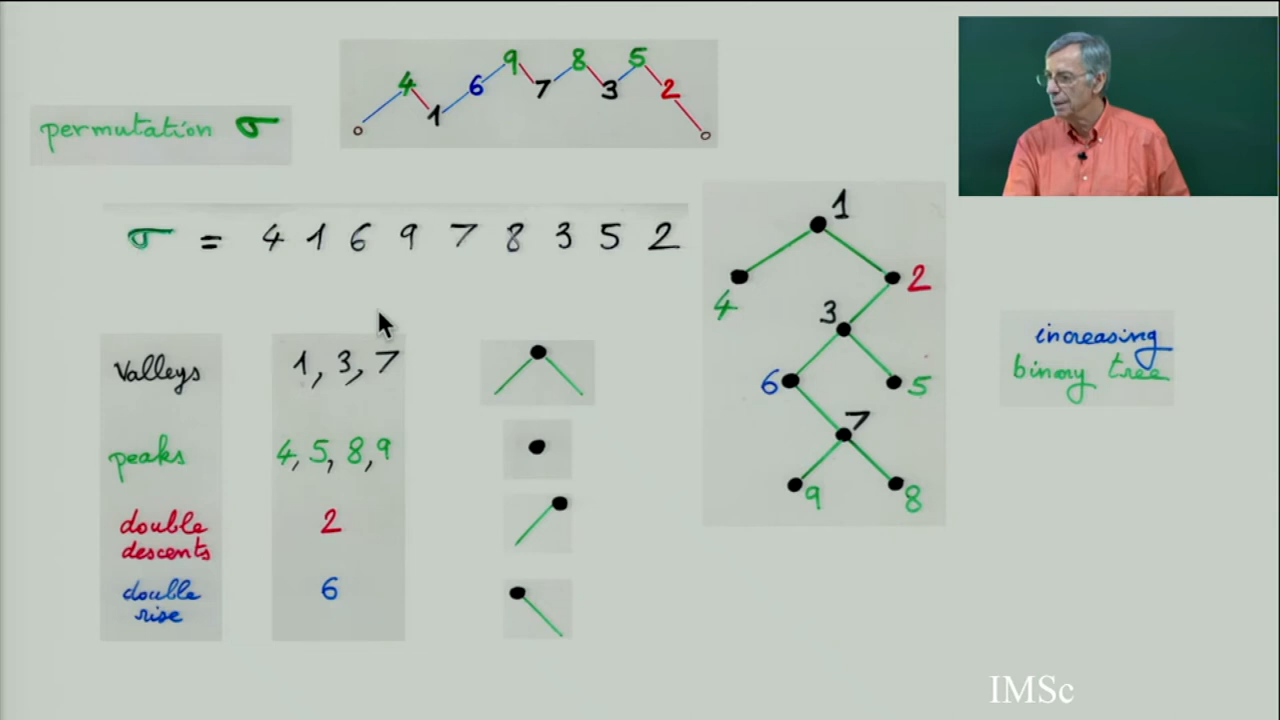 4 1 6 9 7 8 3 5 2
permutation σ
σ = 4 1 6 9 7 8 3 5 2
Valleys 1, 3, 7
peaks 4, 5, 8, 9
double
descents
2
double
rise
6
1
4 2
3
6 5
7
9 8
increasing
binary tree
IMSc